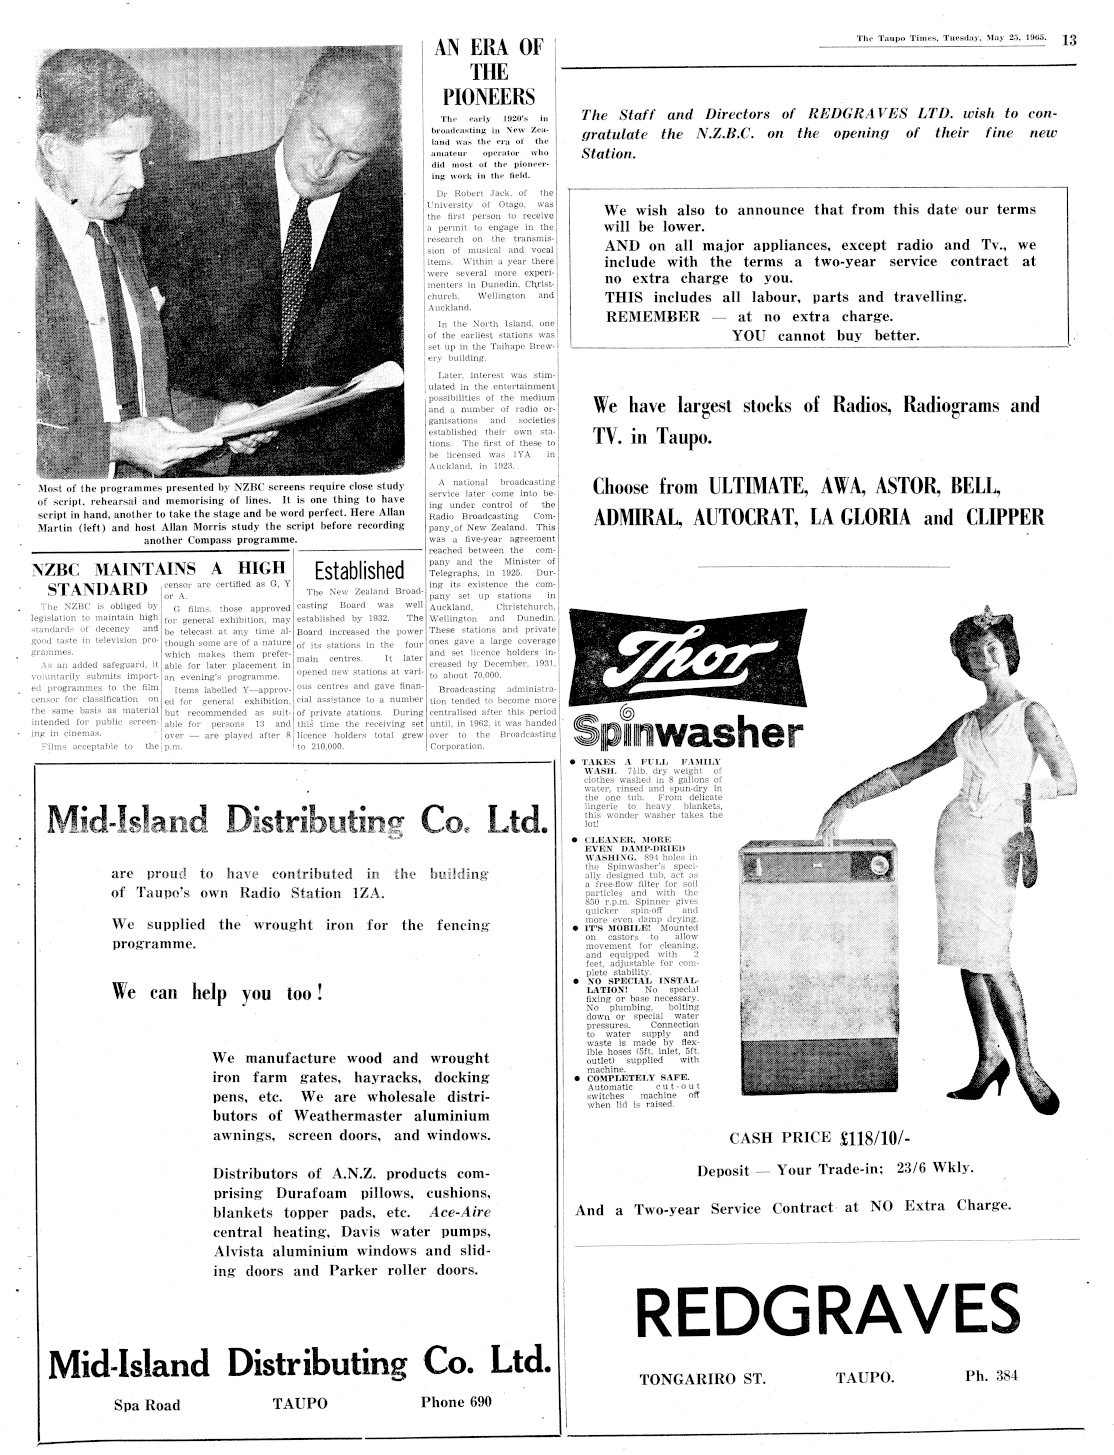 The Taupo Times, Tuesday, May 25, 1965. 13
Most of the programmes presented by NZBC screens require close study
of script, rehearsal and memorising of lines. It is one thing to have
script in hand, another to take the stage and be word perfect. Here Allan
Martin (left) and host Allan Morris study the script before recording
another Compass programme.
NZBC MAINTAINS A HIGH
STANDARD
The NZBC is obliged by
legislation to maintain high
standards of decency and
good taste in television pro-
grammes.
As an added safeguard, it
voluntarily submits import-
ed programmes to the film
censor for classification on
the same basis as material
intended for public screen-
ing in cinemas.
Films acceptable to the
censor are certified as G, Y
or A.
G films, those approved
for general exhibition, may
be telecast at any time al-
though some are of a nature
which makes them prefer-
able for later placement in
an evening's programme.
Items labelled Y—approv-
ed for general exhibition,
but recommended as suit-
able for persons 13 and
over — are played after 8
p.m.
Established
The New Zealand Broad-
casting Board was well
established by 1932. The
Board increased the power
of its stations in the four
main centres. It later
opened new stations at vari-
ous centres and gave finan-
cial assistance to a number
of private stations. During
this time the receiving set
licence holders total grew
to 210,000.
AN ERA OF
THE
PIONEERS
The early 1920's in
broadcasting in New Zea-
land was the era of the
amateur operator who
did most of the pioneer-
ing work in the field.
Dr Robert Jack, of the
University of Otago, was
the first person to receive
a permit to engage in the
research on the transmis-
sion of musical and vocal
items. Within a year there
were several more experi-
menters in Dunedin, Christ-
church, Wellington and
Auckland.
In the North Island, one
of the earliest stations was
set up in the Taihape Brew-
ery building.
Later, interest was stim-
ulated in the entertainment
possibilities of the medium
and a number of radio or-
ganisations and societies
established their own sta-
tions. The first of these to
be licensed was 1YA in
Auckland, in 1923.
A national broadcasting
service later come into be-
ing under control of the
Radio Broadcasting Com-
pany of New Zealand. This
was a five-year agreement
reached between the com-
pany and the Minister of
Telegraphs, in 1925. Dur-
ing its existence the com-
pany set up stations in
Auckland, Christchurch,
Wellington and Dunedin.
These stations and private
ones gave a large coverage
and set licence holders in-
creased by December, 1931,
to about 70,000.
Broadcasting administra-
tion tended to become more
centralised after this period
until, in 1962, it was handed
over to the Broadcasting
Corporation.
Mid-Island Distributing Co. Ltd.
are proud to have contributed in the building
of Taupo's own Radio Station 1ZA.
We supplied the wrought iron for the fencing
programme.
We can help you too!
We manufacture wood and wrought
iron farm gates, hayracks, docking
pens, etc. We are wholesale distri-
butors of Weathermaster aluminium
awnings, screen doors, and windows.
Distributors of A.N.Z. products com-
prising Durafoam pillows, cushions,
blankets topper pads, etc. Ace-Aire
central heating, Davis water pumps,
Alvista aluminium windows and slid-
ing doors and Parker roller doors.
Mid-Island Distributing Co. Ltd.
Spa Road TAUPO Phone 690
The Staff and Directors of REDGRAVES LTD. wish to con-
gratulate the N.Z.B.C. on the opening of their fine new
Station.
We wish also to announce that from this date our terms
will be lower.
AND on all major appliances, except radio and Tv., we
include with the terms a two-year service contract at
no extra charge to you.
THIS includes all labour, parts and travelling.
REMEMBER — at no extra charge.
YOU cannot buy better.
We have largest stocks of Radios, Radiograms and
TV. in Taupo.
Choose from ULTIMATE, AWA, ASTOR, BELL,
ADMIRAL, AUTOCRAT, LA GLORIA and CLIPPER
Thor
Spinwasher
● TAKES A FULL FAMILY
WASH. 7½lb. dry weight of
clothes washed in 8 gallons of
water, rinsed and spun-dry in
the one tub. From delicate
lingerie to heavy blankets,
this wonder washer takes the
lot!
● CLEANER, MORE
EVEN DAMP-DRIED
WASHING. 894 holes in
the Spinwasher's speci-
ally designed tub, act as
a free-flow filter for soil
particles and with the
850 r.p.m. Spinner gives
quicker spin-off and
more even damp drying.
● IT'S MOBILE! Mounted
on castors to allow
movement for cleaning,
and equipped with 2
feet, adjustable for com-
plete stability.
● NO SPECIAL INSTAL-
LATION! No special
fixing or base necessary.
No plumbing, bolting
down or special water
pressures. Connection
to water supply and
waste is made by flex-
ible hoses (5ft. inlet, 5ft.
outlet) supplied with
machine.
● COMPLETELY SAFE.
Automatic cut-out
switches machine off
when lid is raised.
CASH PRICE £118/10/-
Deposit — Your Trade-in; 23/6 Wkly.
And a Two-year Service Contract at NO Extra Charge.
REDGRAVES
TONGARIRO ST. TAUPO. Ph. 384